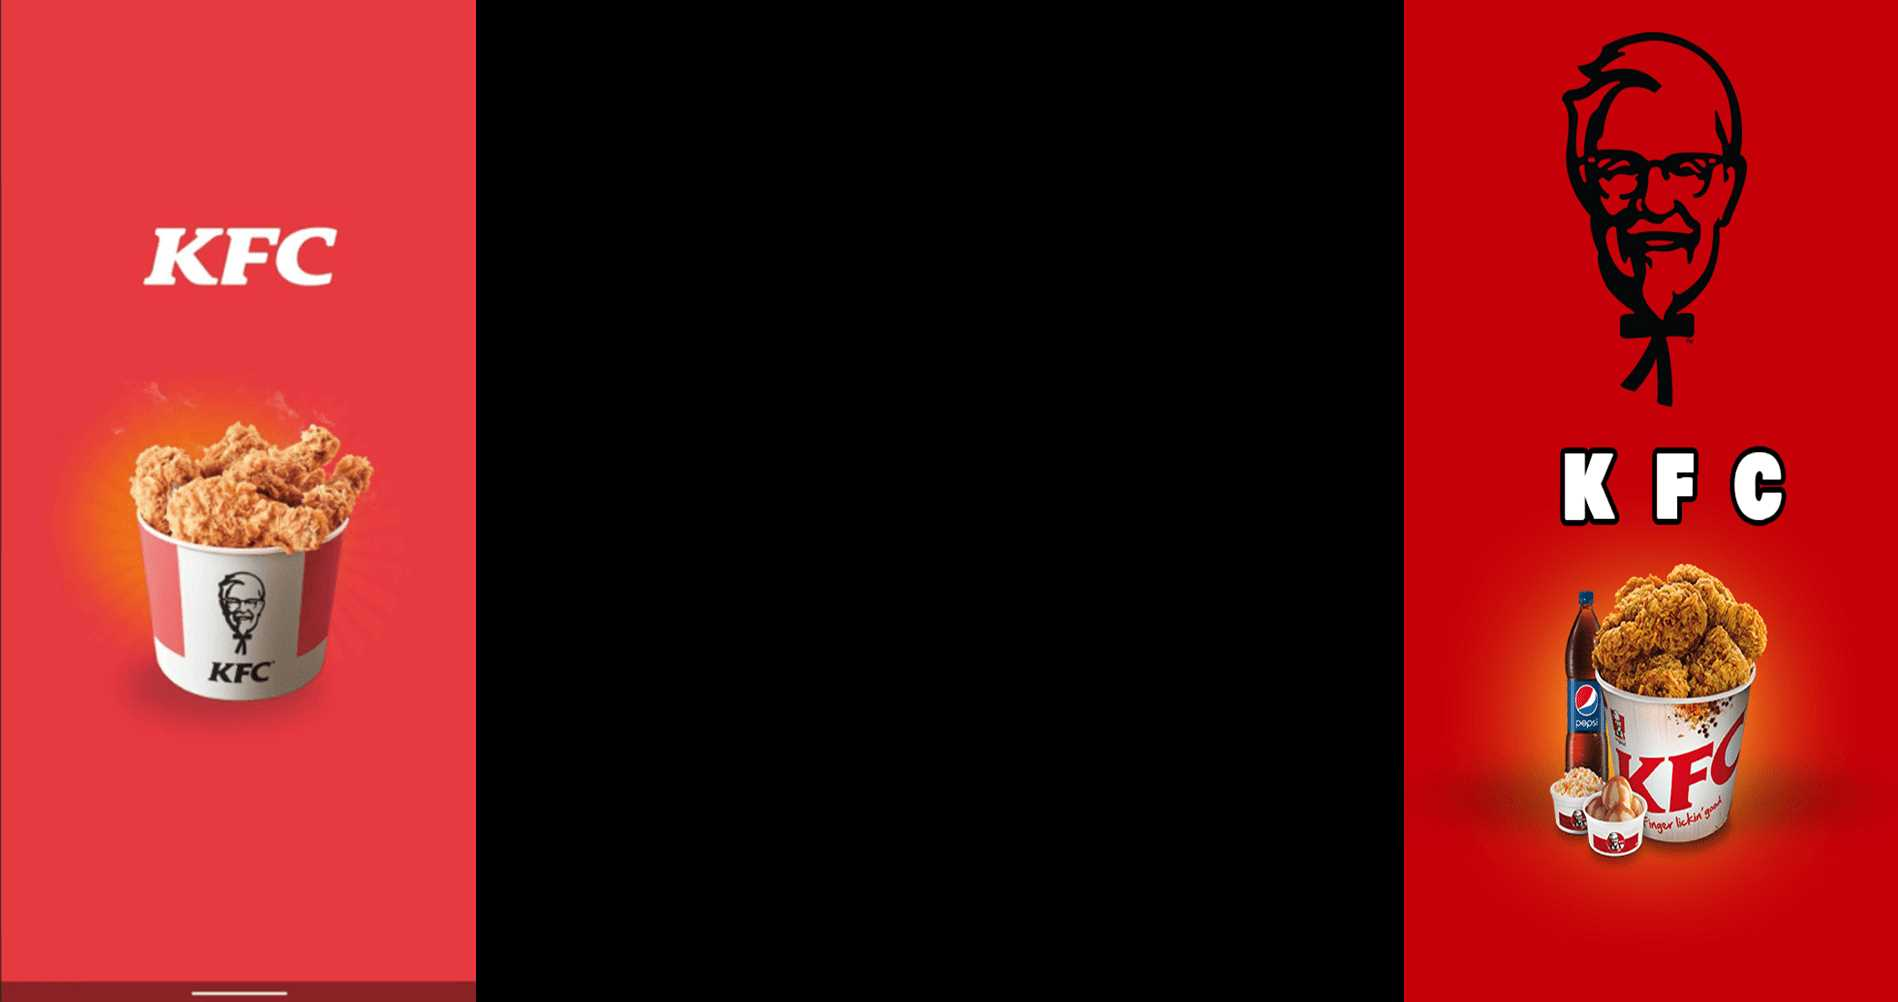 KFC
KFC
K F C
pepsi
KFC
Finger lickin' good